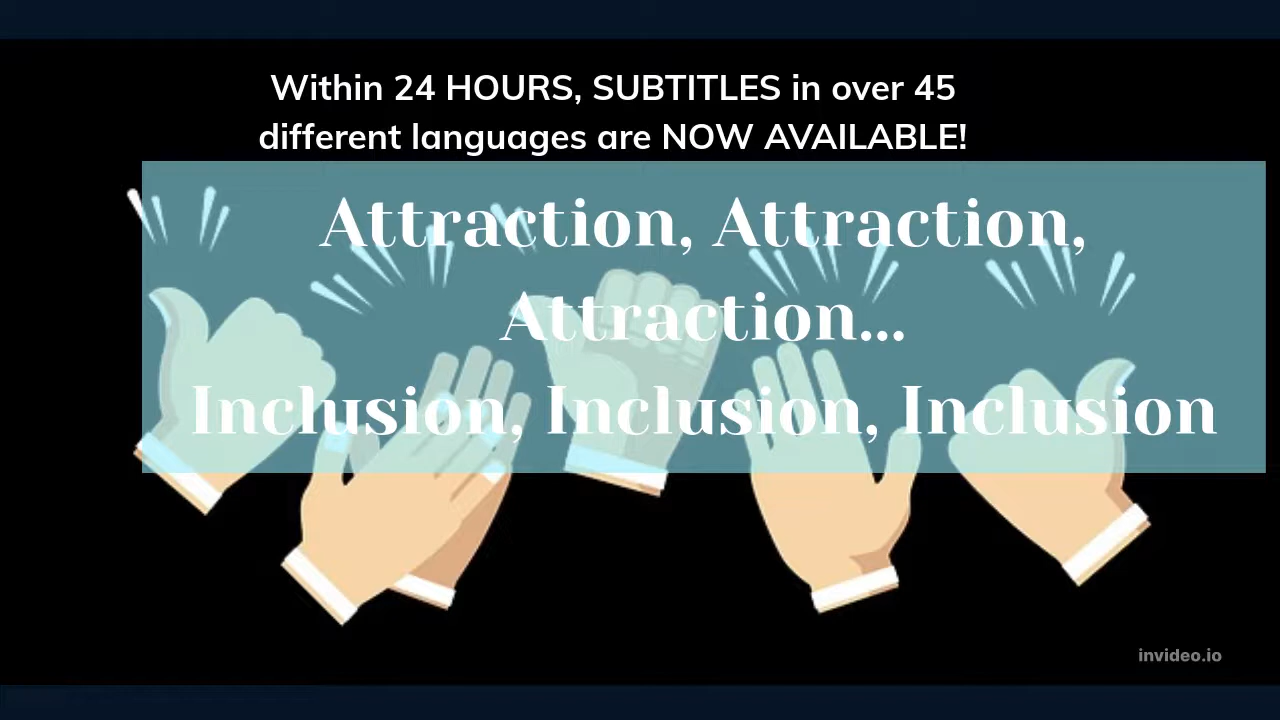 Within 24 HOURS, SUBTITLES in over 45
different languages are NOW AVAILABLE!
Attraction, Attraction,
Attraction...
Inclusion, Inclusion, Inclusion
invideo.io